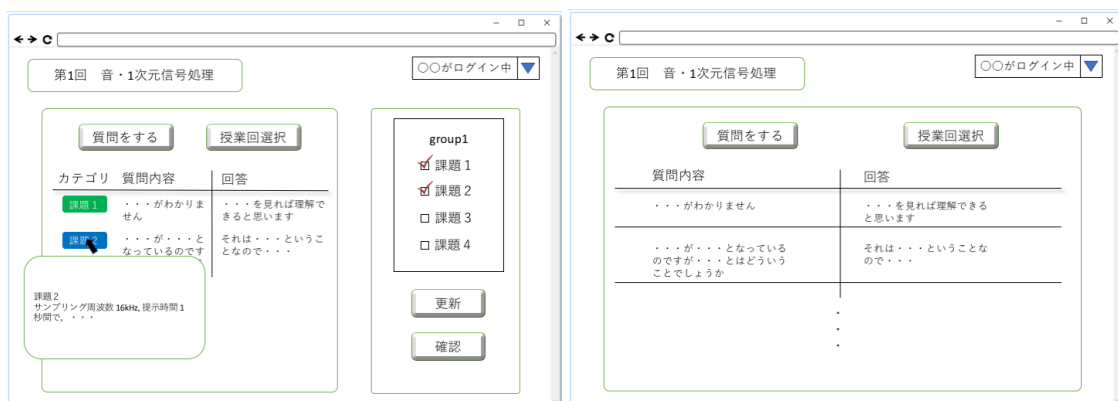 第1回　音・1次元信号処理
〇〇がログイン中
質問をする
授業回選択
カテゴリ
質問内容
回答
課題1
・・・がわかりま
せん
・・・を見れば理解で
きると思います
課題2
・・・が・・・と
なっているのです
それは・・・というこ
となので・・・
課題2
サンプリング周波数 16kHz, 提示時間1
秒間で, ・・・
group1
課題1
課題2
課題3
課題4
更新
確認
第1回　音・1次元信号処理
〇〇がログイン中
質問をする
授業回選択
質問内容
回答
・・・がわかりません
・・・を見れば理解できる
と思います
・・・が・・・となっている
のですが・・・とはどういう
ことでしょうか
それは・・・ということな
ので・・・